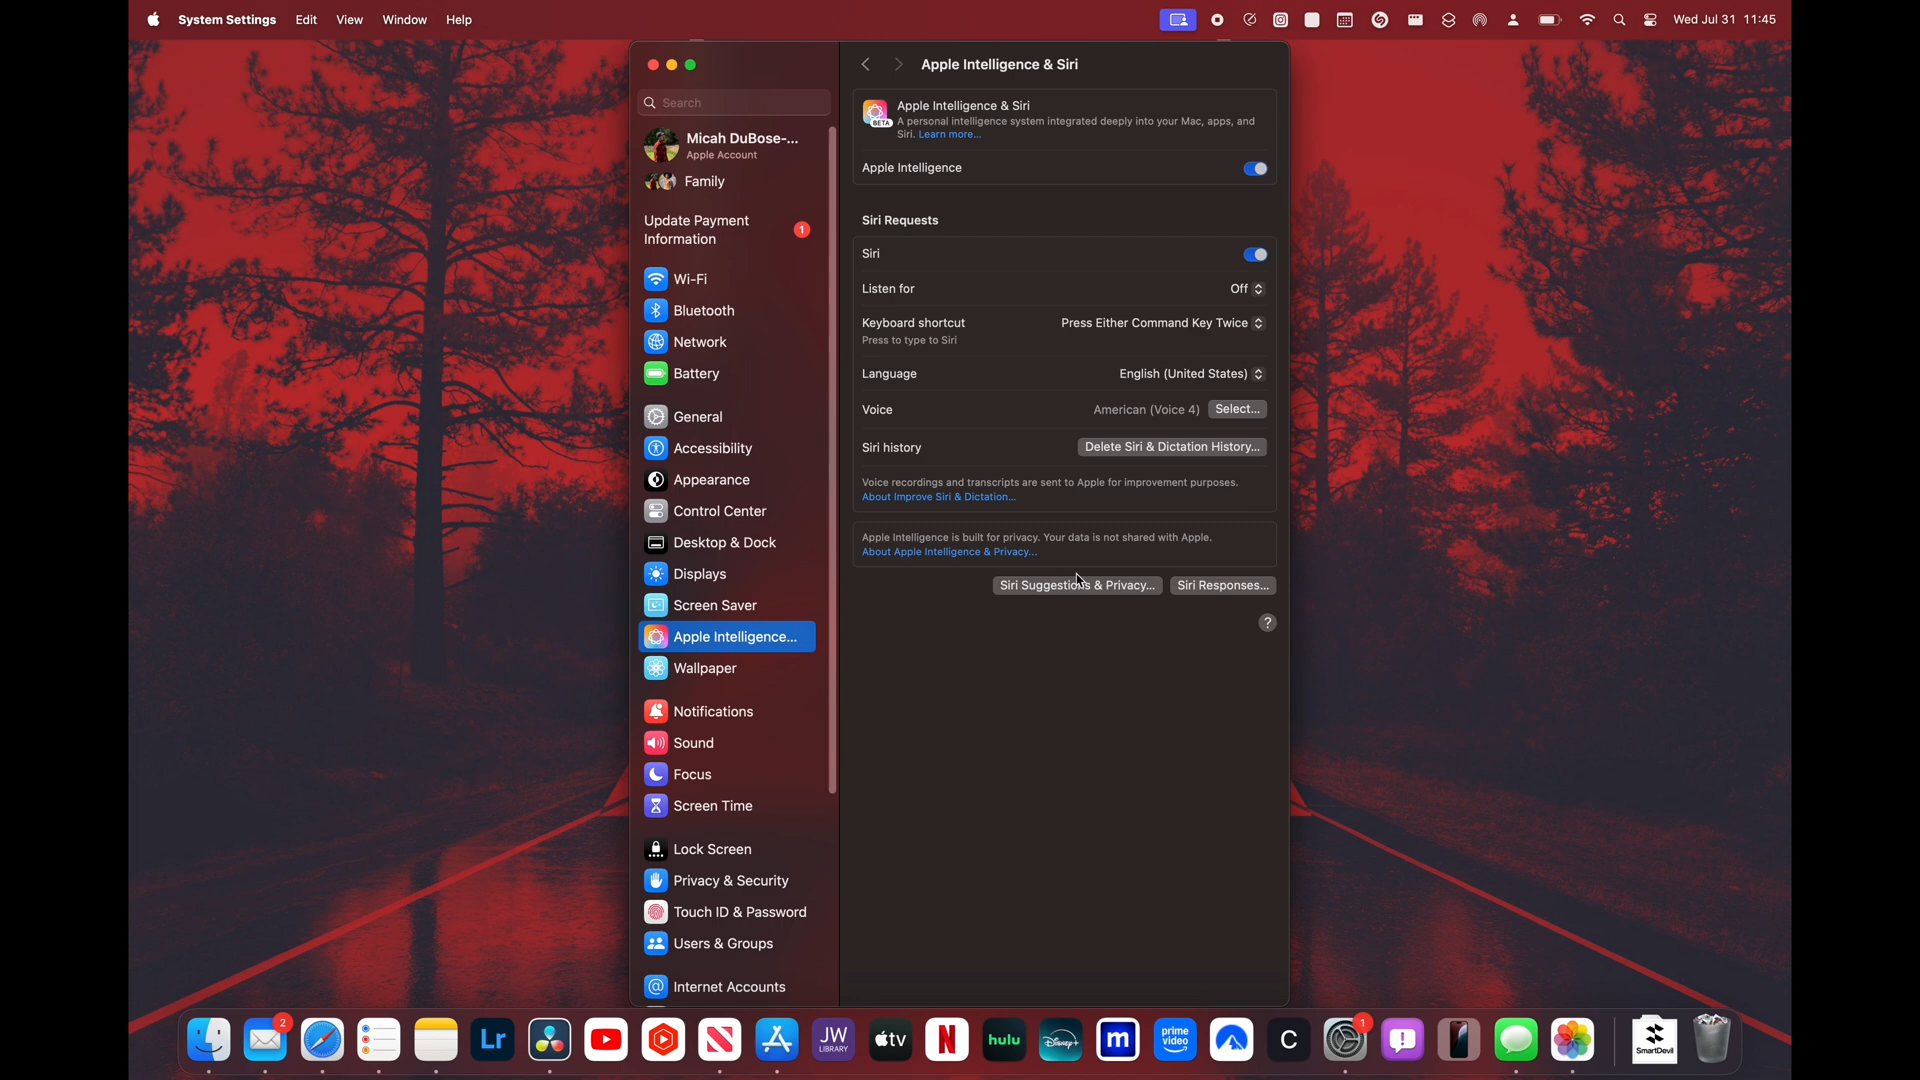 System Settings Edit View Window Help
Wed Jul 31 11:45
Search
Micah DuBose-...
Apple Account
Family
Update Payment
Information
1
Wi-Fi
Bluetooth
Network
Battery
General
Accessibility
Appearance
Control Center
Desktop & Dock
Displays
Screen Saver
Apple Intelligence...
Wallpaper
Notifications
Sound
Focus
Screen Time
Lock Screen
Privacy & Security
Touch ID & Password
Users & Groups
Internet Accounts
Apple Intelligence & Siri
BETA
Apple Intelligence & Siri
A personal intelligence system integrated deeply into your Mac, apps, and
Siri. Learn more...
Apple Intelligence
Siri Requests
Siri
Listen for Off
Keyboard shortcut Press Either Command Key Twice
Press to type to Siri
Language English (United States)
Voice American (Voice 4) Select...
Siri history Delete Siri & Dictation History...
Voice recordings and transcripts are sent to Apple for improvement purposes.
About Improve Siri & Dictation...
Apple Intelligence is built for privacy. Your data is not shared with Apple.
About Apple Intelligence & Privacy...
Siri Suggestions & Privacy... Siri Responses...
?
2
Lr
JW
LIBRARY
tv
N
hulu
Disney+
m
prime
video
C
1
SmartDevil